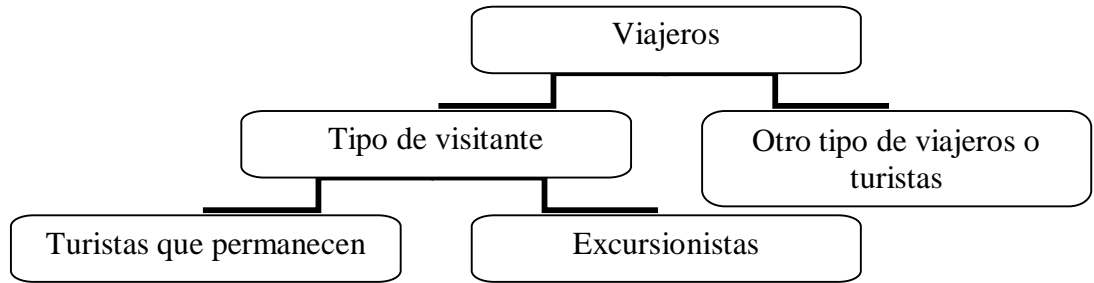 Viajeros
Tipo de visitante
Otro tipo de viajeros o
turistas
Turistas que permanecen
Excursionistas